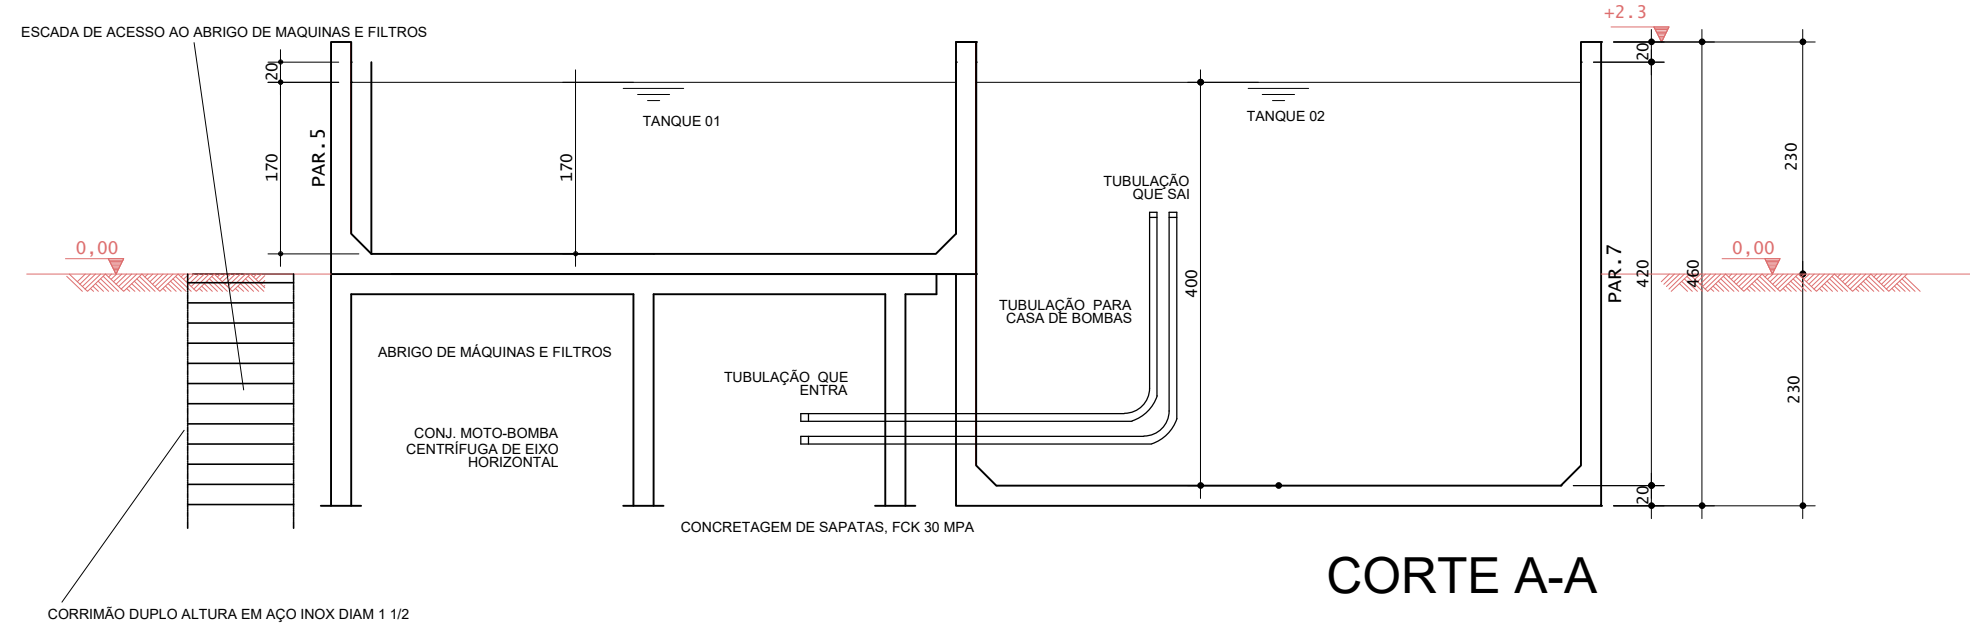 +2.3
ESCADA DE ACESSO AO ABRIGO DE MAQUINAS E FILTROS
20
20
TANQUE 01
TANQUE 02
170
PAR.5
170
230
TUBULAÇÃO
QUE SAI
0,00
0,00
PAR.7
420
460
400
TUBULAÇÃO PARA
CASA DE BOMBAS
ABRIGO DE MÁQUINAS E FILTROS
TUBULAÇÃO QUE
ENTRA
230
CONJ. MOTO-BOMBA
CENTRÍFUGA DE EIXO
HORIZONTAL
20
CONCRETAGEM DE SAPATAS, FCK 30 MPA
CORTE A-A
CORRIMÃO DUPLO ALTURA EM AÇO INOX DIAM 1 1/2